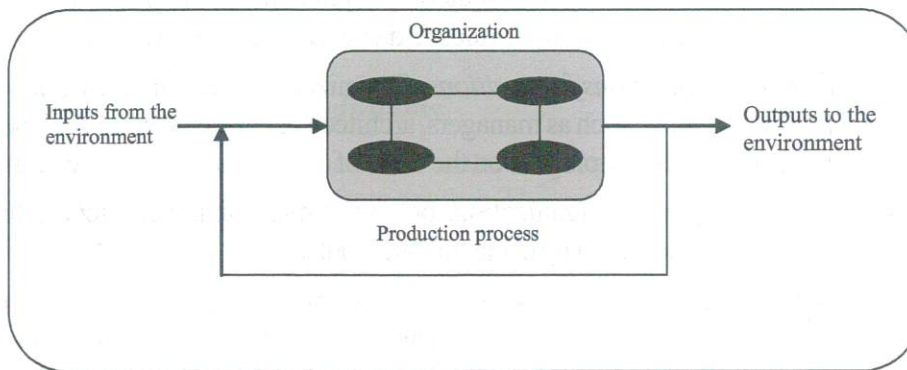 Organization
Inputs from the
environment
Outputs to the
environment
Production process